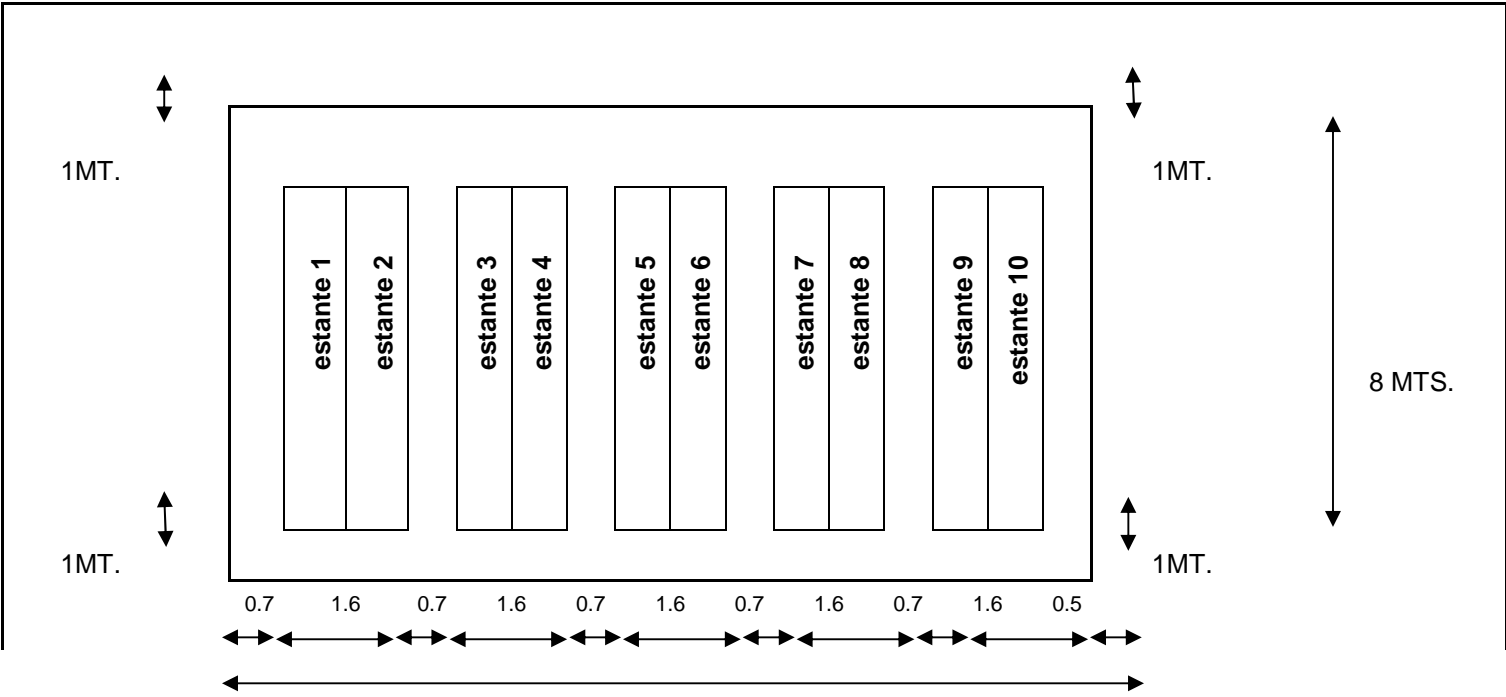 1MT.
1MT.
estante 1
estante 2
estante 3
estante 4
estante 5
estante 6
estante 7
estante 8
estante 9
estante 10
8 MTS.
1MT.
1MT.
0.7 1.6 0.7 1.6 0.7 1.6 0.7 1.6 0.7 1.6 0.5